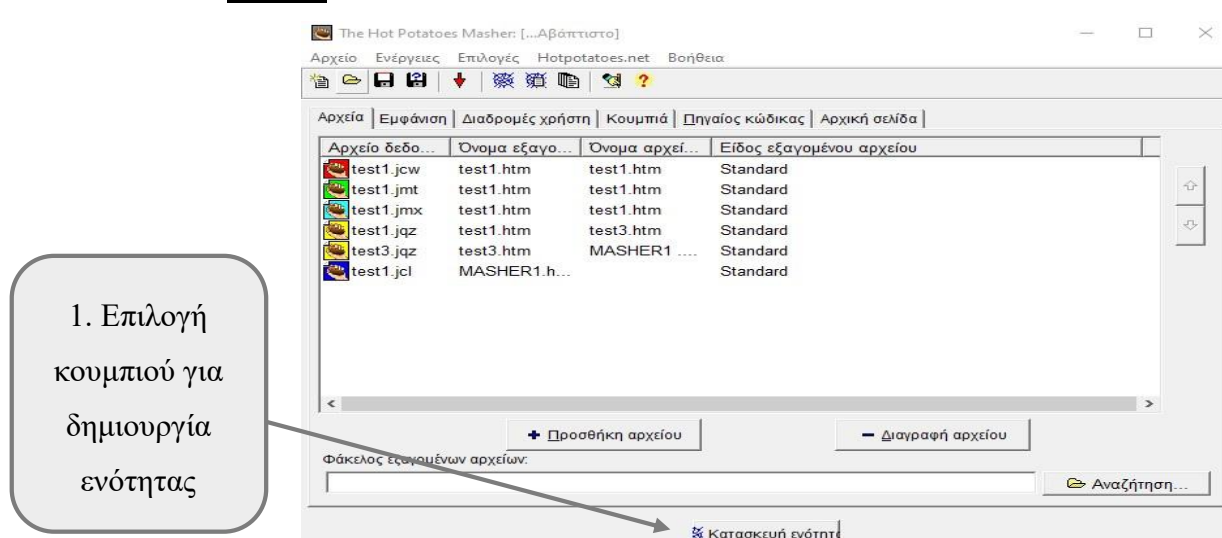 The Hot Potatoes Masher: [...Αβάπτιστο]
Αρχείο Ενέργειες Επιλογές Hotpotatoes.net Βοήθεια
Αρχεία Εμφάνιση Διαδρομές χρήστη Κουμπιά Πηγαίος κώδικας Αρχική σελίδα
Αρχείο δεδο... Όνομα εξαγο... Όνομα αρχεί... Είδος εξαγομένου αρχείου
test1.jcw test1.htm test1.htm Standard
test1.jmt test1.htm test1.htm Standard
test1.jmx test1.htm test1.htm Standard
test1.jqz test1.htm test3.htm Standard
test3.jqz test3.htm MASHER1 .... Standard
test1.jcl MASHER1.h... Standard
Προσθήκη αρχείου Διαγραφή αρχείου
Φάκελος εξαγομένων αρχείων:
Αναζήτηση...
Κατασκευή ενότητα
1. Επιλογή
κουμπιού για
δημιουργία
ενότητας